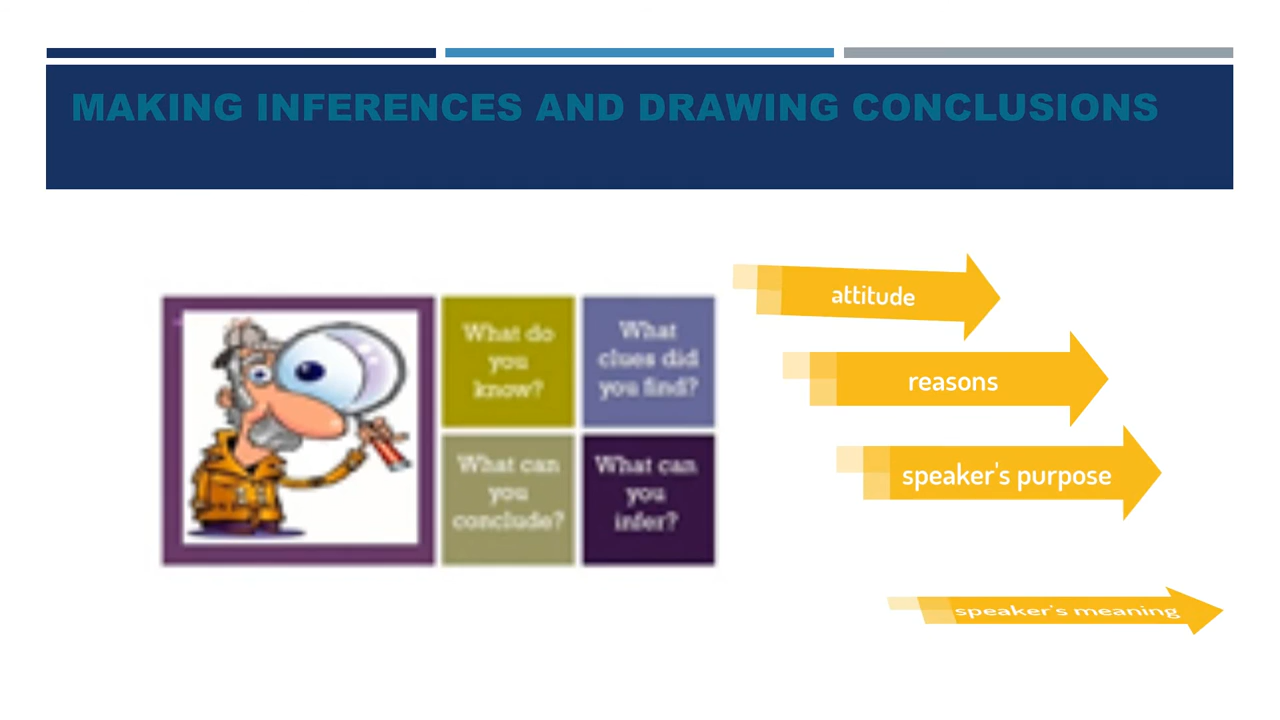 MAKING INFERENCES AND DRAWING CONCLUSIONS
What do
you
know?
What
clues did
you find?
What can
you
conclude?
What can
you
infer?
attitude
reasons
speaker's purpose
speaker's meaning